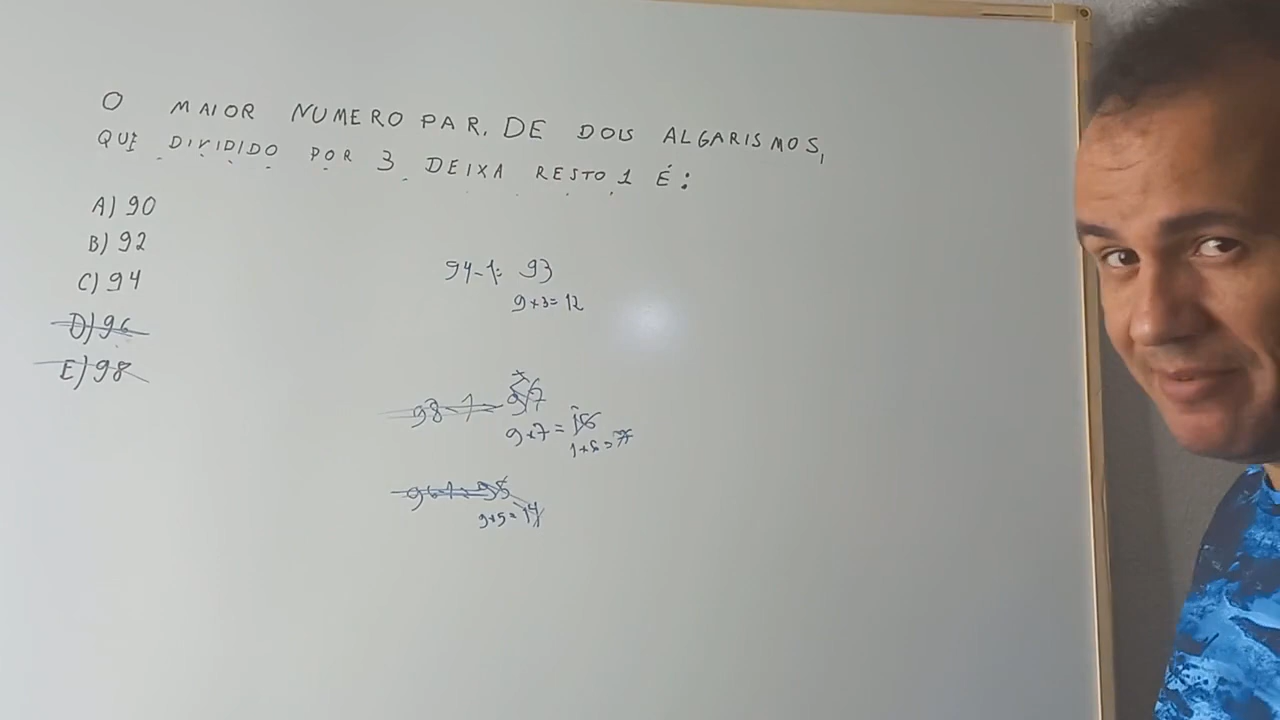 O MAIOR NUMERO PAR. DE DOIS ALGARISMOS,
QUE DIVIDIDO POR 3 DEIXA RESTO 1 É:
A) 90
B) 92
C) 94
D) 96
E) 98
94-1= 93
9+3=12
98-1= 97
9+7=16
1+6=7
96-1= 95
9+5=14